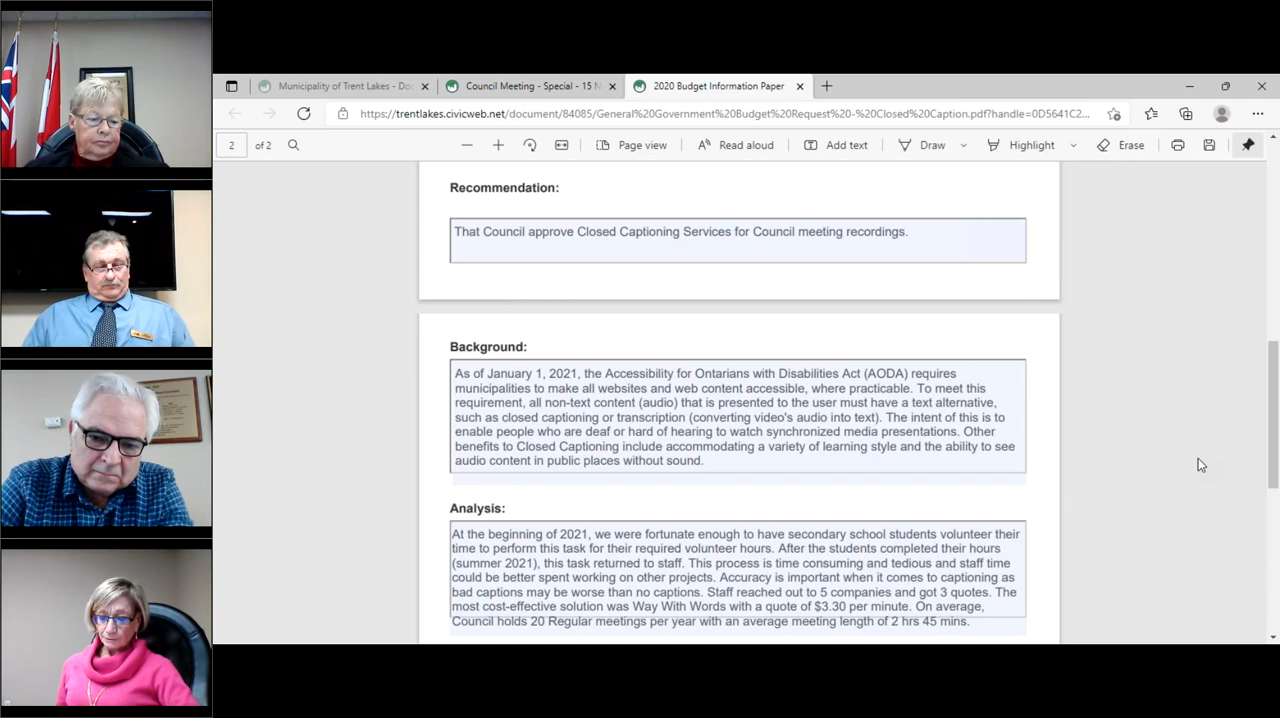 Municipality of Trent Lakes - Doc
Council Meeting - Special - 15 N
2020 Budget Information Paper
https://trentlakes.civicweb.net/document/84085/General%20Government%20Budget%20Request%20-%20Closed%20Caption.pdf?handle=0D5641C2...
2 of 2
Page view
Read aloud
Add text
Draw
Highlight
Erase
Recommendation:
That Council approve Closed Captioning Services for Council meeting recordings.
Background:
As of January 1, 2021, the Accessibility for Ontarians with Disabilities Act (AODA) requires
municipalities to make all websites and web content accessible, where practicable. To meet this
requirement, all non-text content (audio) that is presented to the user must have a text alternative,
such as closed captioning or transcription (converting video's audio into text). The intent of this is to
enable people who are deaf or hard of hearing to watch synchronized media presentations. Other
benefits to Closed Captioning include accommodating a variety of learning style and the ability to see
audio content in public places without sound.
Analysis:
At the beginning of 2021, we were fortunate enough to have secondary school students volunteer their
time to perform this task for their required volunteer hours. After the students completed their hours
(summer 2021), this task returned to staff. This process is time consuming and tedious and staff time
could be better spent working on other projects. Accuracy is important when it comes to captioning as
bad captions may be worse than no captions. Staff reached out to 5 companies and got 3 quotes. The
most cost-effective solution was Way With Words with a quote of $3.30 per minute. On average,
Council holds 20 Regular meetings per year with an average meeting length of 2 hrs 45 mins.